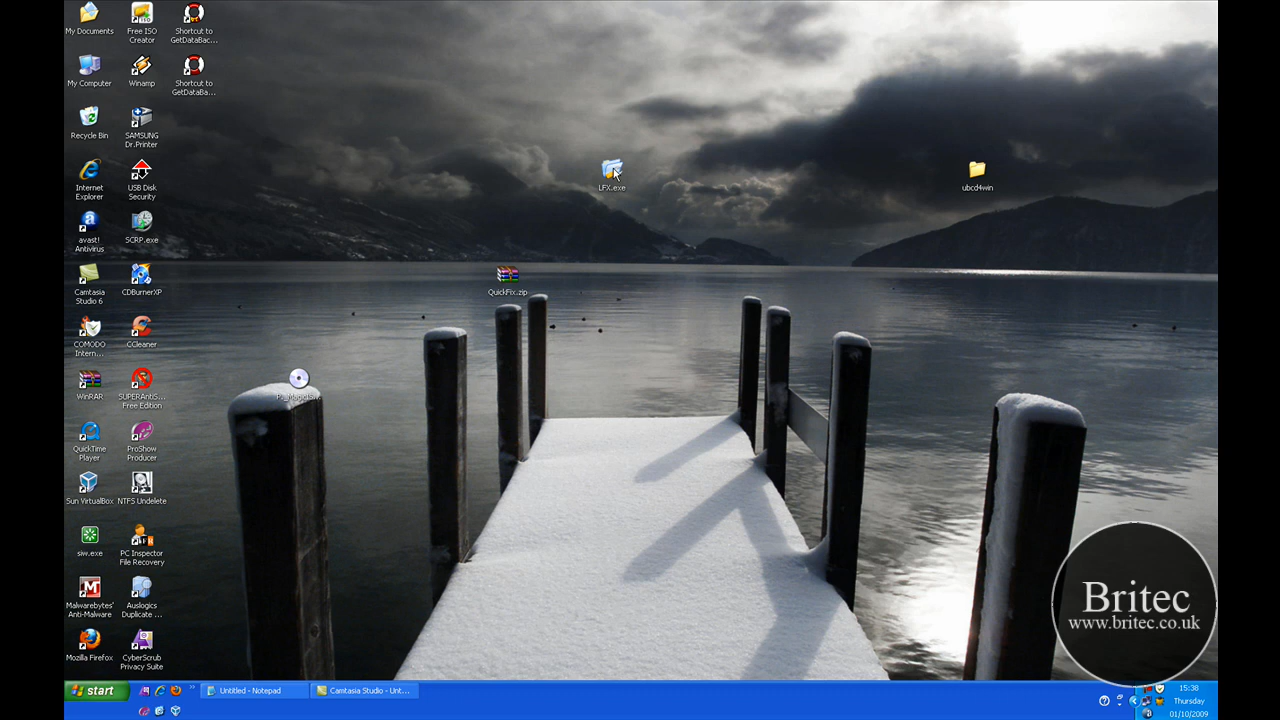 My Documents
Free ISO
Creator
Shortcut to
GetDataBac...
My Computer
Winamp
Shortcut to
GetDataBa...
Recycle Bin
SAMSUNG
Dr.Printer
Internet
Explorer
USB Disk
Security
LFX.exe
ubcd4win
avast!
Antivirus
SCRP.exe
Camtasia
Studio 6
CDBurnerXP
QuickFix.zip
COMODO
Intern...
CCleaner
WinRAR
SUPERAntiS...
Free Edition
QuickTime
Player
ProShow
Producer
Sun VirtualBox
NTFS Undelete
siw.exe
PC Inspector
File Recovery
Malwarebytes'
Anti-Malware
Auslogics
Duplicate ...
Mozilla Firefox
CyberScrub
Privacy Suite
Britec
www.britec.co.uk
start
Untitled - Notepad
Camtasia Studio - Unt...
15:38
Thursday
01/10/2009